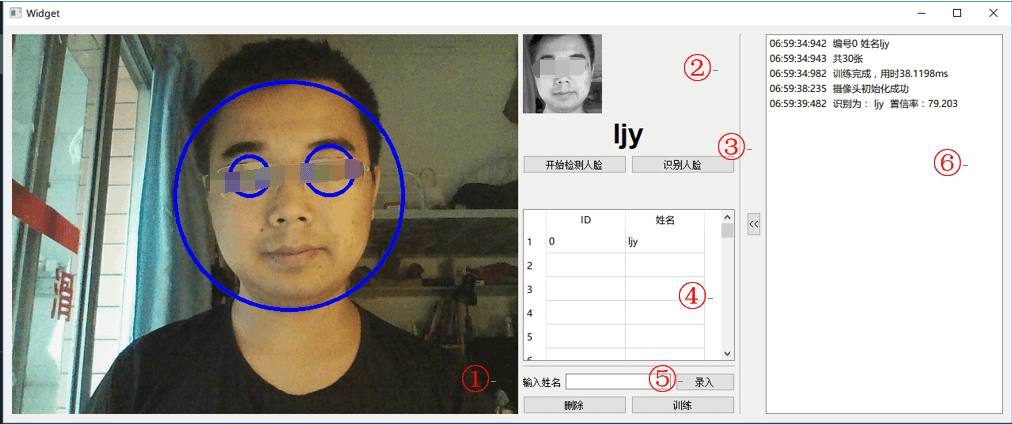 Widget
①
②
ljy
③
开始检测人脸 识别人脸
ID 姓名
1 0 ljy
2
3
④
4
5
6
输入姓名 ⑤ 录入
删除 训练
<<
06:59:34:942 编号0 姓名ljy
06:59:34:943 共30张
06:59:34:982 训练完成，用时38.1198ms
06:59:38:235 摄像头初始化成功
06:59:39:482 识别为： ljy 置信率：79.203
⑥